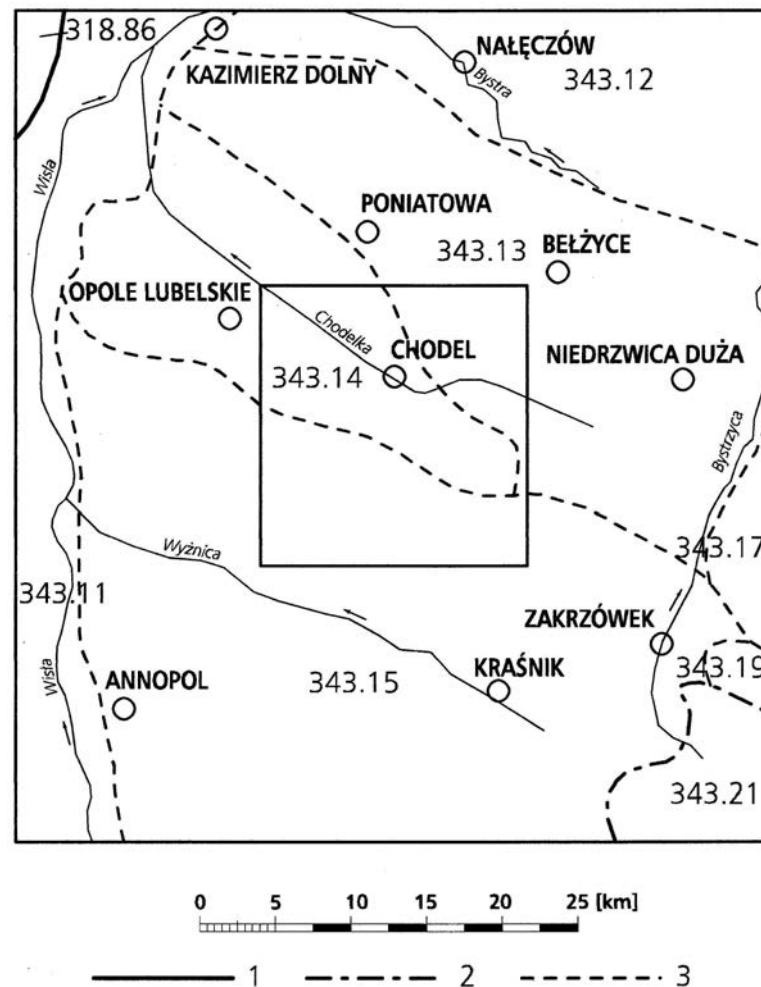 318.86
NAŁĘCZÓW
KAZIMIERZ DOLNY
Bystra
343.12
Wisła
PONIATOWA
343.13
BEŁŻYCE
OPOLE LUBELSKIE
Chodelka
CHODEL
NIEDRZWICA DUŻA
343.14
Bystrzyca
Wyżnica
343.17
343.11
ZAKRZÓWEK
343.19
KRAŚNIK
343.15
ANNOPOL
Wisła
343.21
0 5 10 15 20 25 [km]
1 2 3